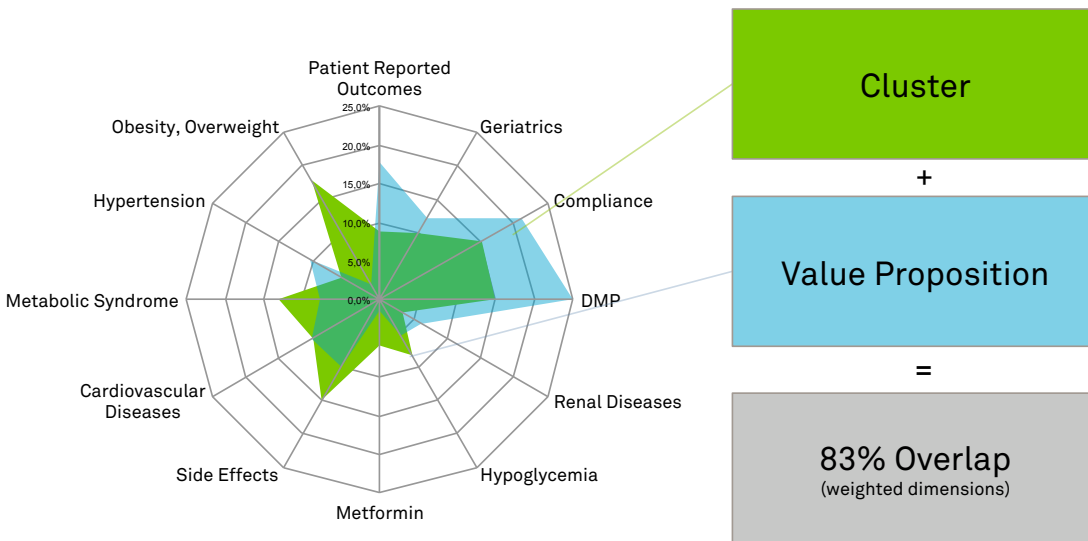 Patient Reported
Outcomes
25,0%
20,0%
15,0%
10,0%
5,0%
0,0%
Geriatrics
Compliance
DMP
Renal Diseases
Hypoglycemia
Metformin
Side Effects
Cardiovascular
Diseases
Metabolic Syndrome
Hypertension
Obesity, Overweight
Cluster
+
Value Proposition
=
83% Overlap
(weighted dimensions)